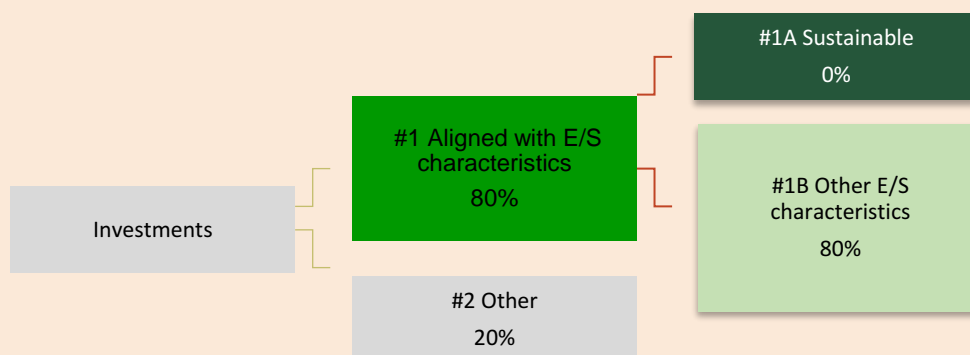 Investments
#1 Aligned with E/S
characteristics
80%
#2 Other
20%
#1A Sustainable
0%
#1B Other E/S
characteristics
80%